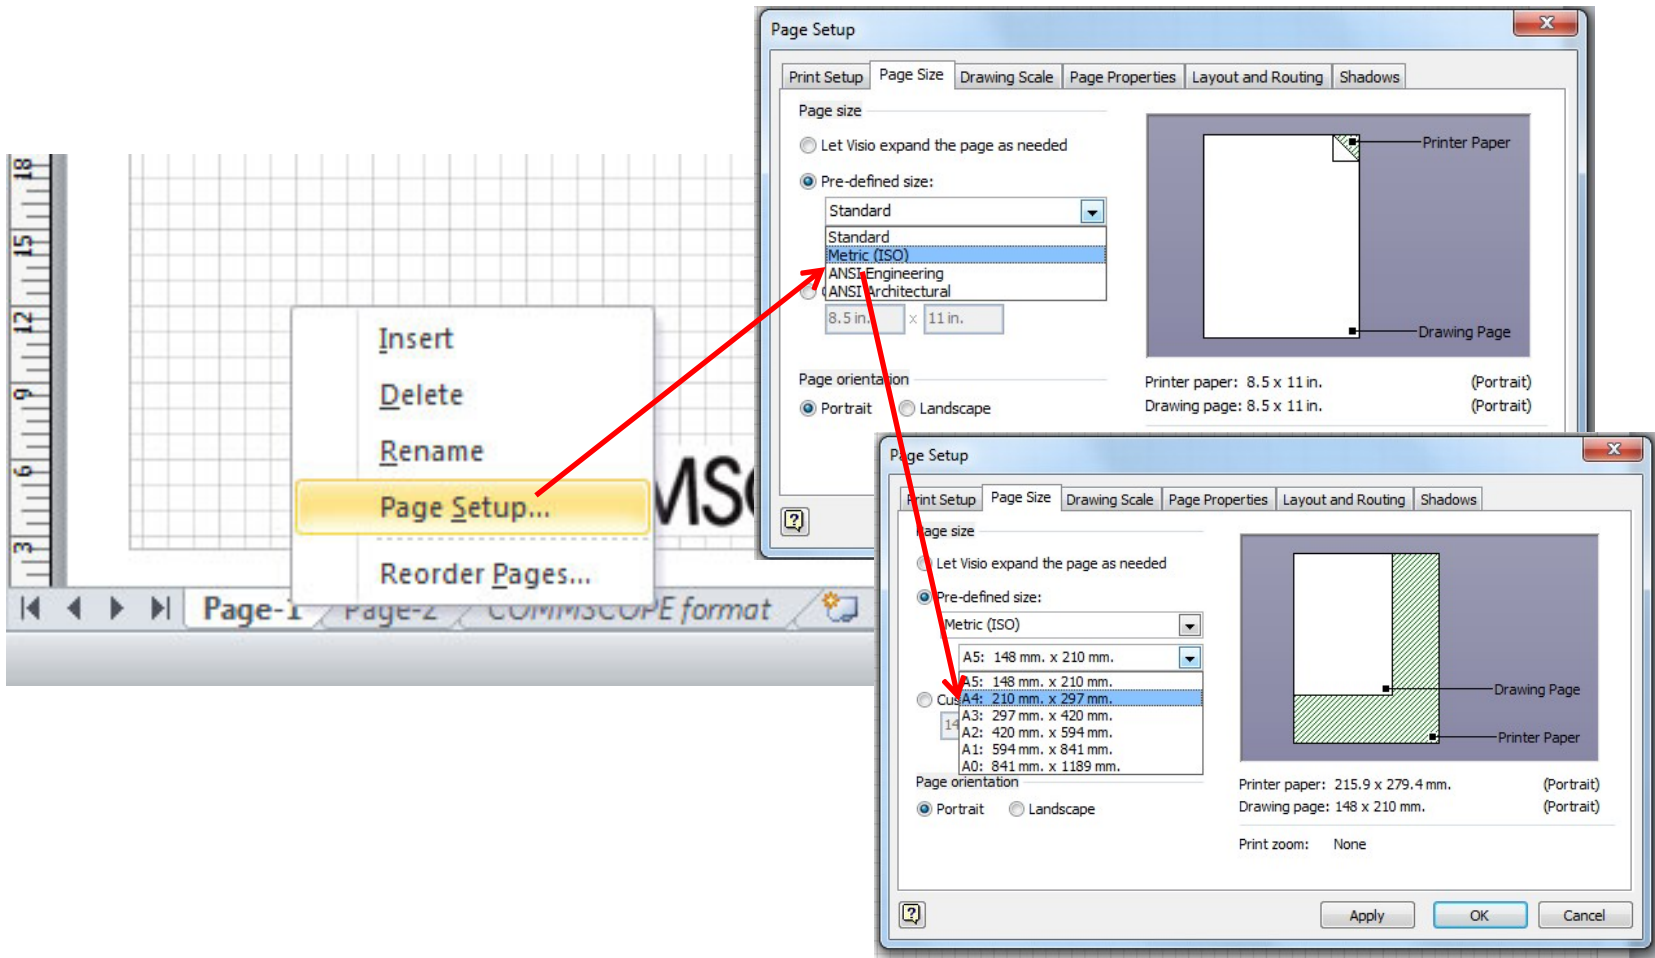 18
15
12
9
6
3
Insert
Delete
Rename
Page Setup...
Reorder Pages...
Page-1
Page-2
COMMSCOPE format
Page Setup
Print Setup Page Size Drawing Scale Page Properties Layout and Routing Shadows
Page size
Let Visio expand the page as needed
Pre-defined size:
Standard
Standard
Metric (ISO)
ANSI Engineering
ANSI Architectural
8.5 in. x 11 in.
Page orientation
Portrait Landscape
Printer Paper
Drawing Page
Printer paper: 8.5 x 11 in. (Portrait)
Drawing page: 8.5 x 11 in. (Portrait)
Page Setup
Print Setup Page Size Drawing Scale Page Properties Layout and Routing Shadows
Page size
Let Visio expand the page as needed
Pre-defined size:
Metric (ISO)
A5: 148 mm. x 210 mm.
A5: 148 mm. x 210 mm.
A4: 210 mm. x 297 mm.
A3: 297 mm. x 420 mm.
A2: 420 mm. x 594 mm.
A1: 594 mm. x 841 mm.
A0: 841 mm. x 1189 mm.
Page orientation
Portrait Landscape
Drawing Page
Printer Paper
Printer paper: 215.9 x 279.4 mm. (Portrait)
Drawing page: 148 x 210 mm. (Portrait)
Print zoom: None
Apply OK Cancel